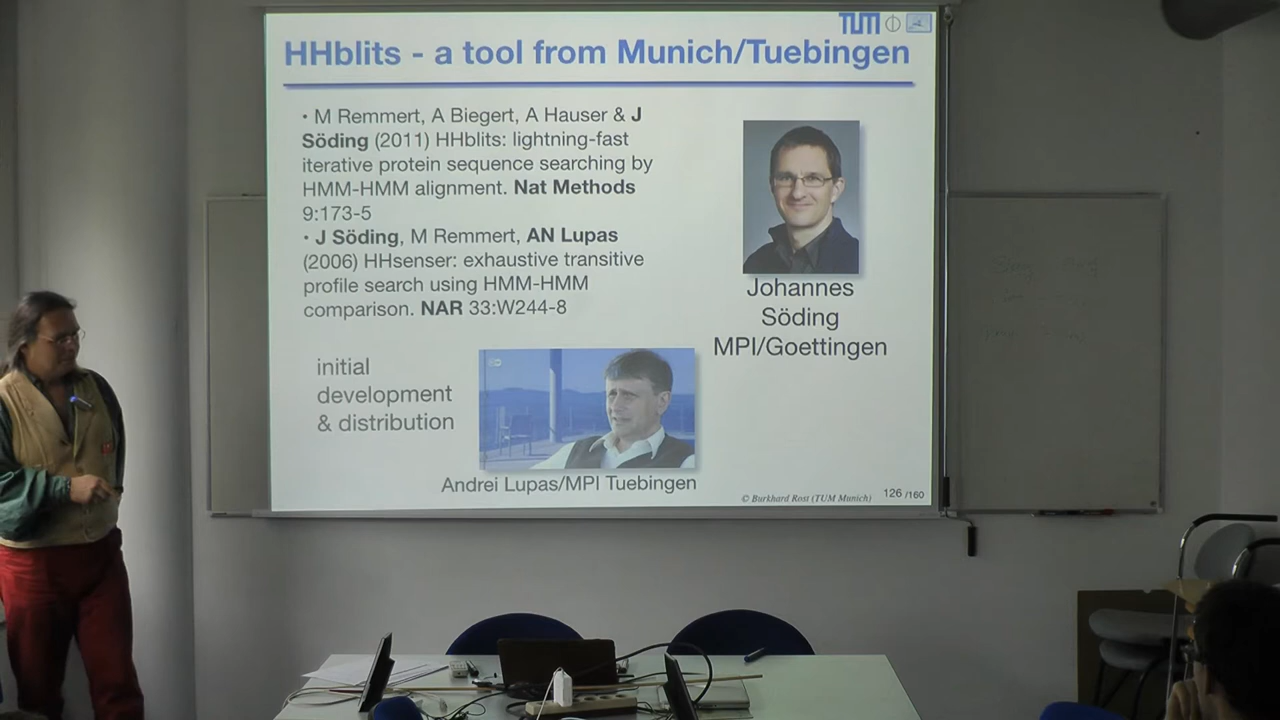 TUM
HHblits - a tool from Munich/Tuebingen
• M Remmert, A Biegert, A Hauser & J
Söding (2011) HHblits: lightning-fast
iterative protein sequence searching by
HMM-HMM alignment. Nat Methods
9:173-5
• J Söding, M Remmert, AN Lupas
(2006) HHsenser: exhaustive transitive
profile search using HMM-HMM
comparison. NAR 33:W244-8
Johannes
Söding
MPI/Goettingen
initial
development
& distribution
Andrei Lupas/MPI Tuebingen
© Burkhard Rost (TUM Munich)
126 /160